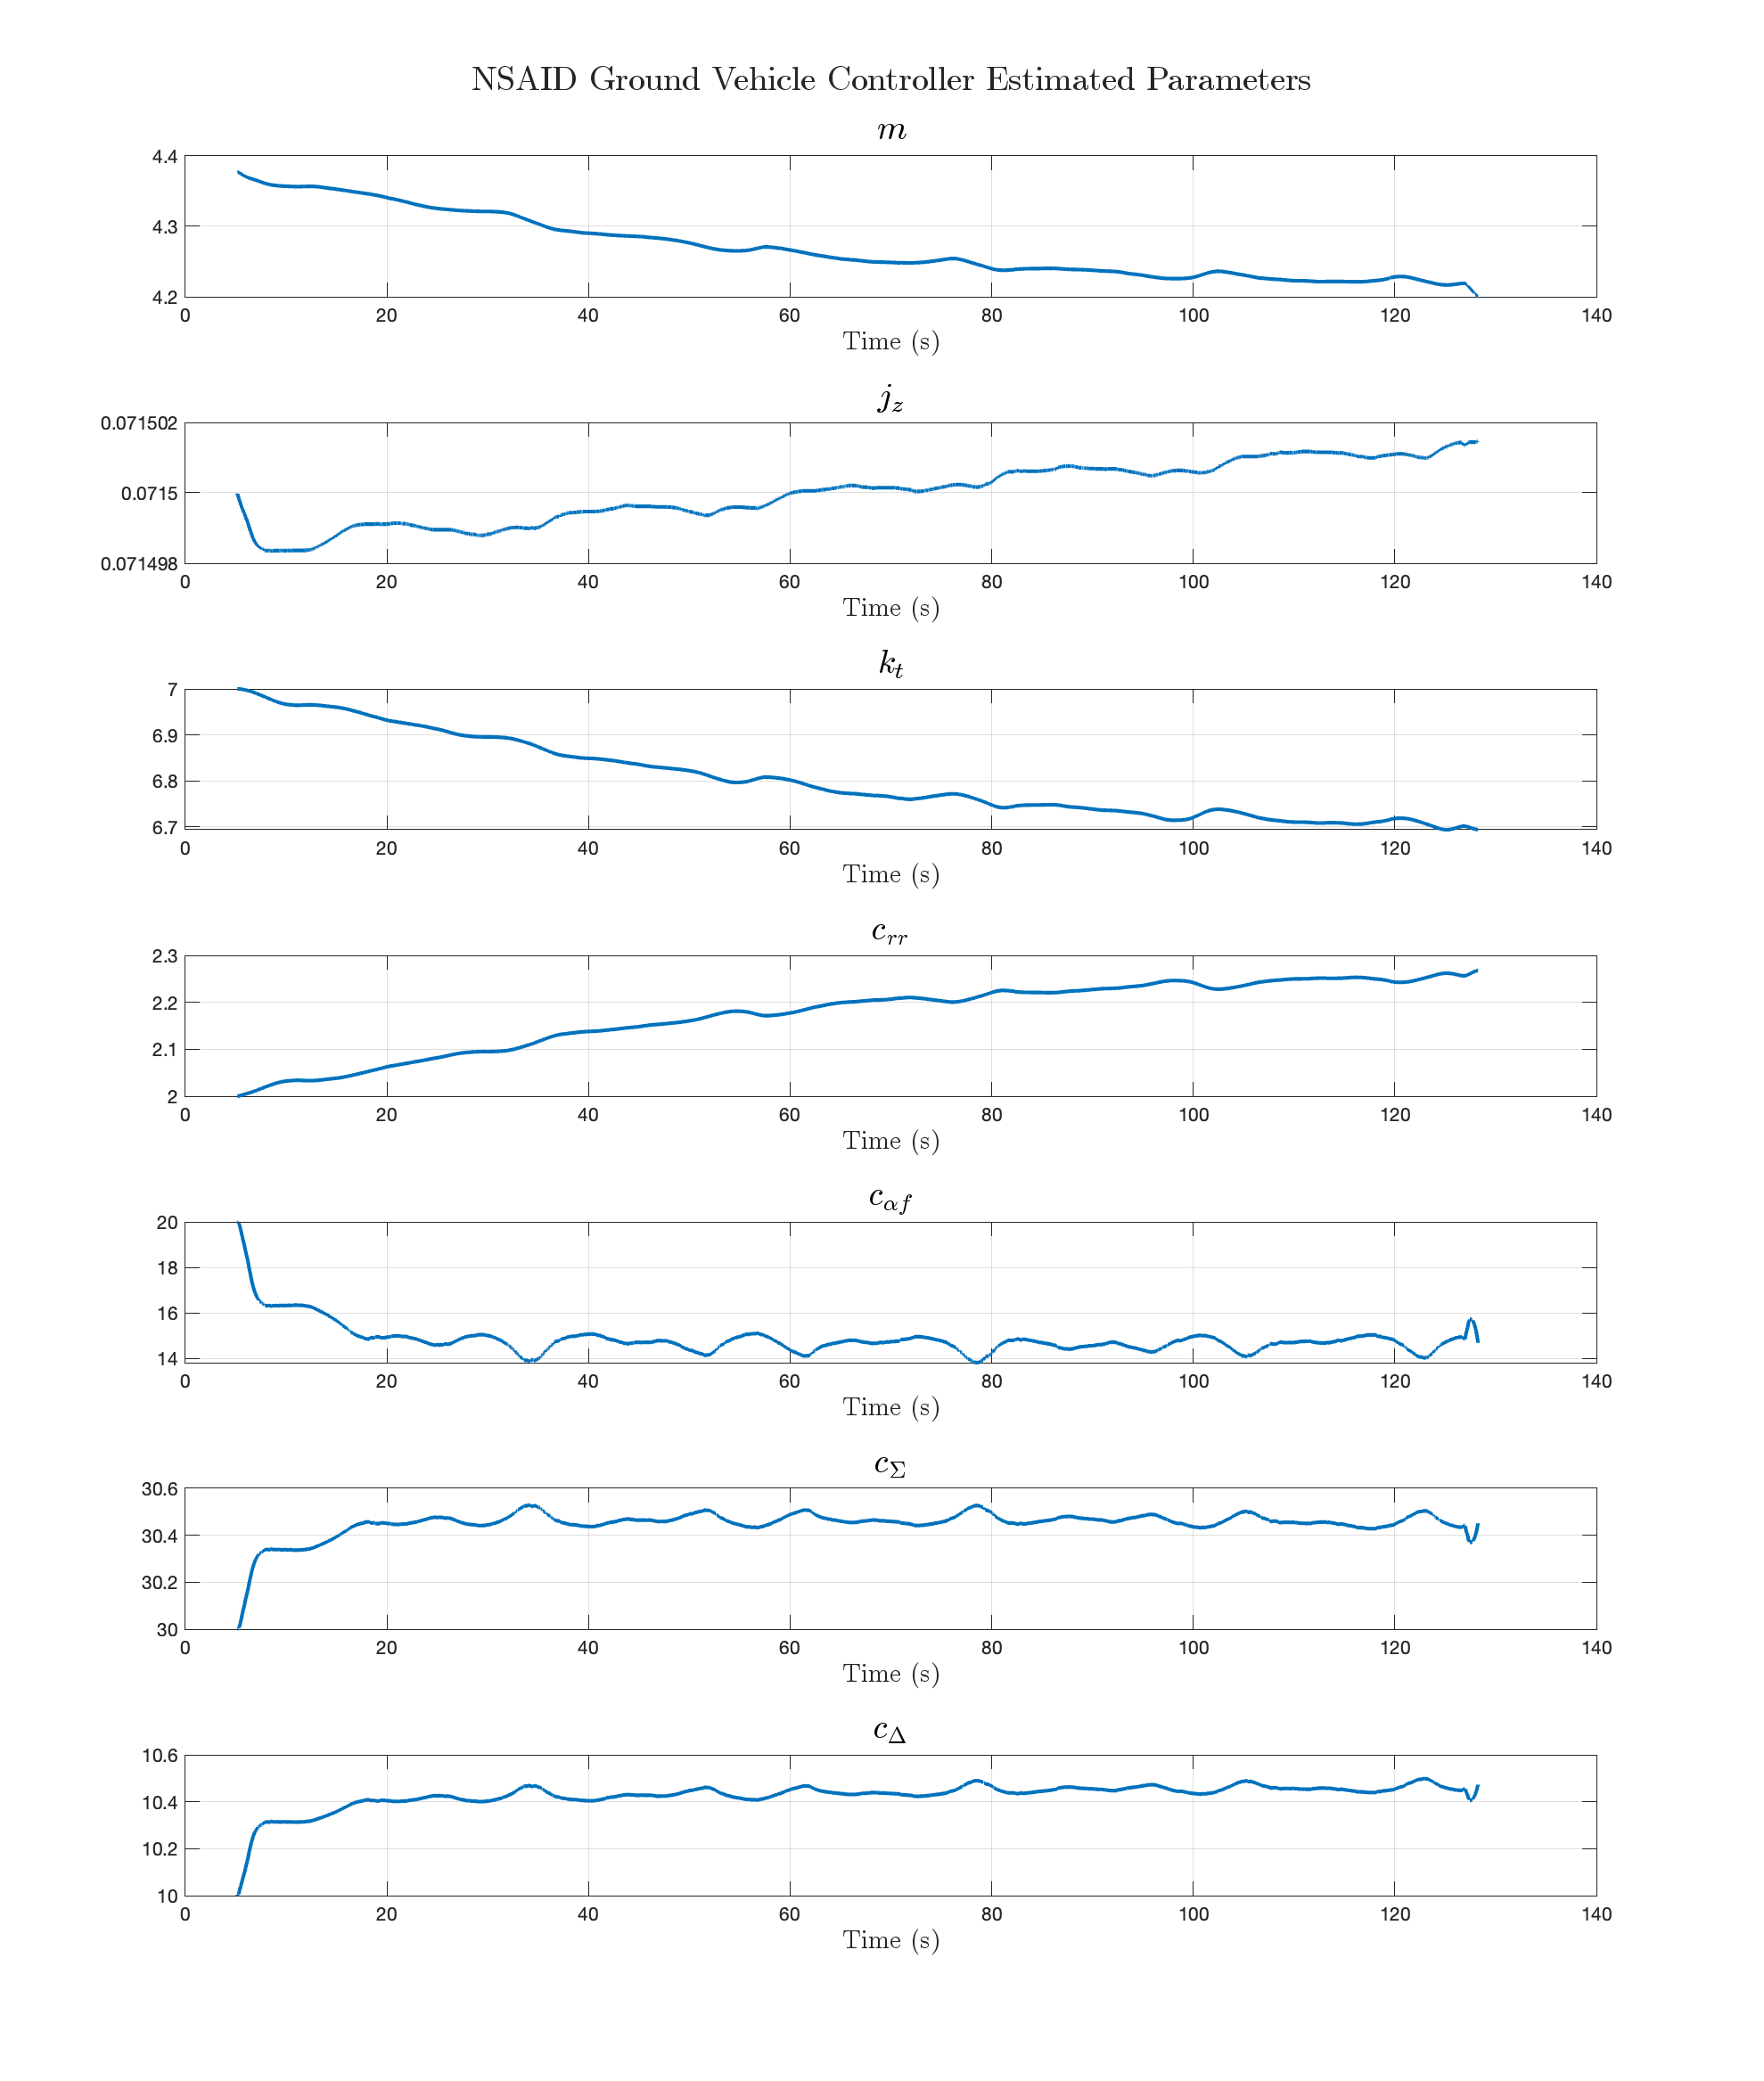 NSAID Ground Vehicle Controller Estimated Parameters
m
4.4
4.3
4.2
0 20 40 60 80 100 120 140
Time (s)
j_z
0.071502
0.0715
0.071498
0 20 40 60 80 100 120 140
Time (s)
k_t
7
6.9
6.8
6.7
0 20 40 60 80 100 120 140
Time (s)
c_{rr}
2.3
2.2
2.1
2
0 20 40 60 80 100 120 140
Time (s)
c_{αf}
20
18
16
14
0 20 40 60 80 100 120 140
Time (s)
c_Σ
30.6
30.4
30.2
30
0 20 40 60 80 100 120 140
Time (s)
c_Δ
10.6
10.4
10.2
10
0 20 40 60 80 100 120 140
Time (s)